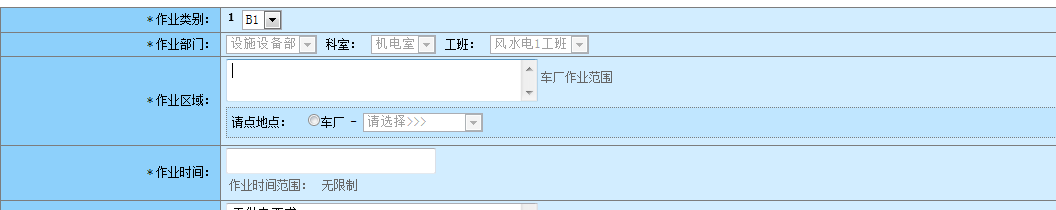 *作业类别： 1 B1
*作业部门： 设施设备部 科室： 机电室 工班： 风水电1工班
*作业区域： 车厂作业范围
请点地点： 车厂 - 请选择>>>
*作业时间：
作业时间范围： 无限制